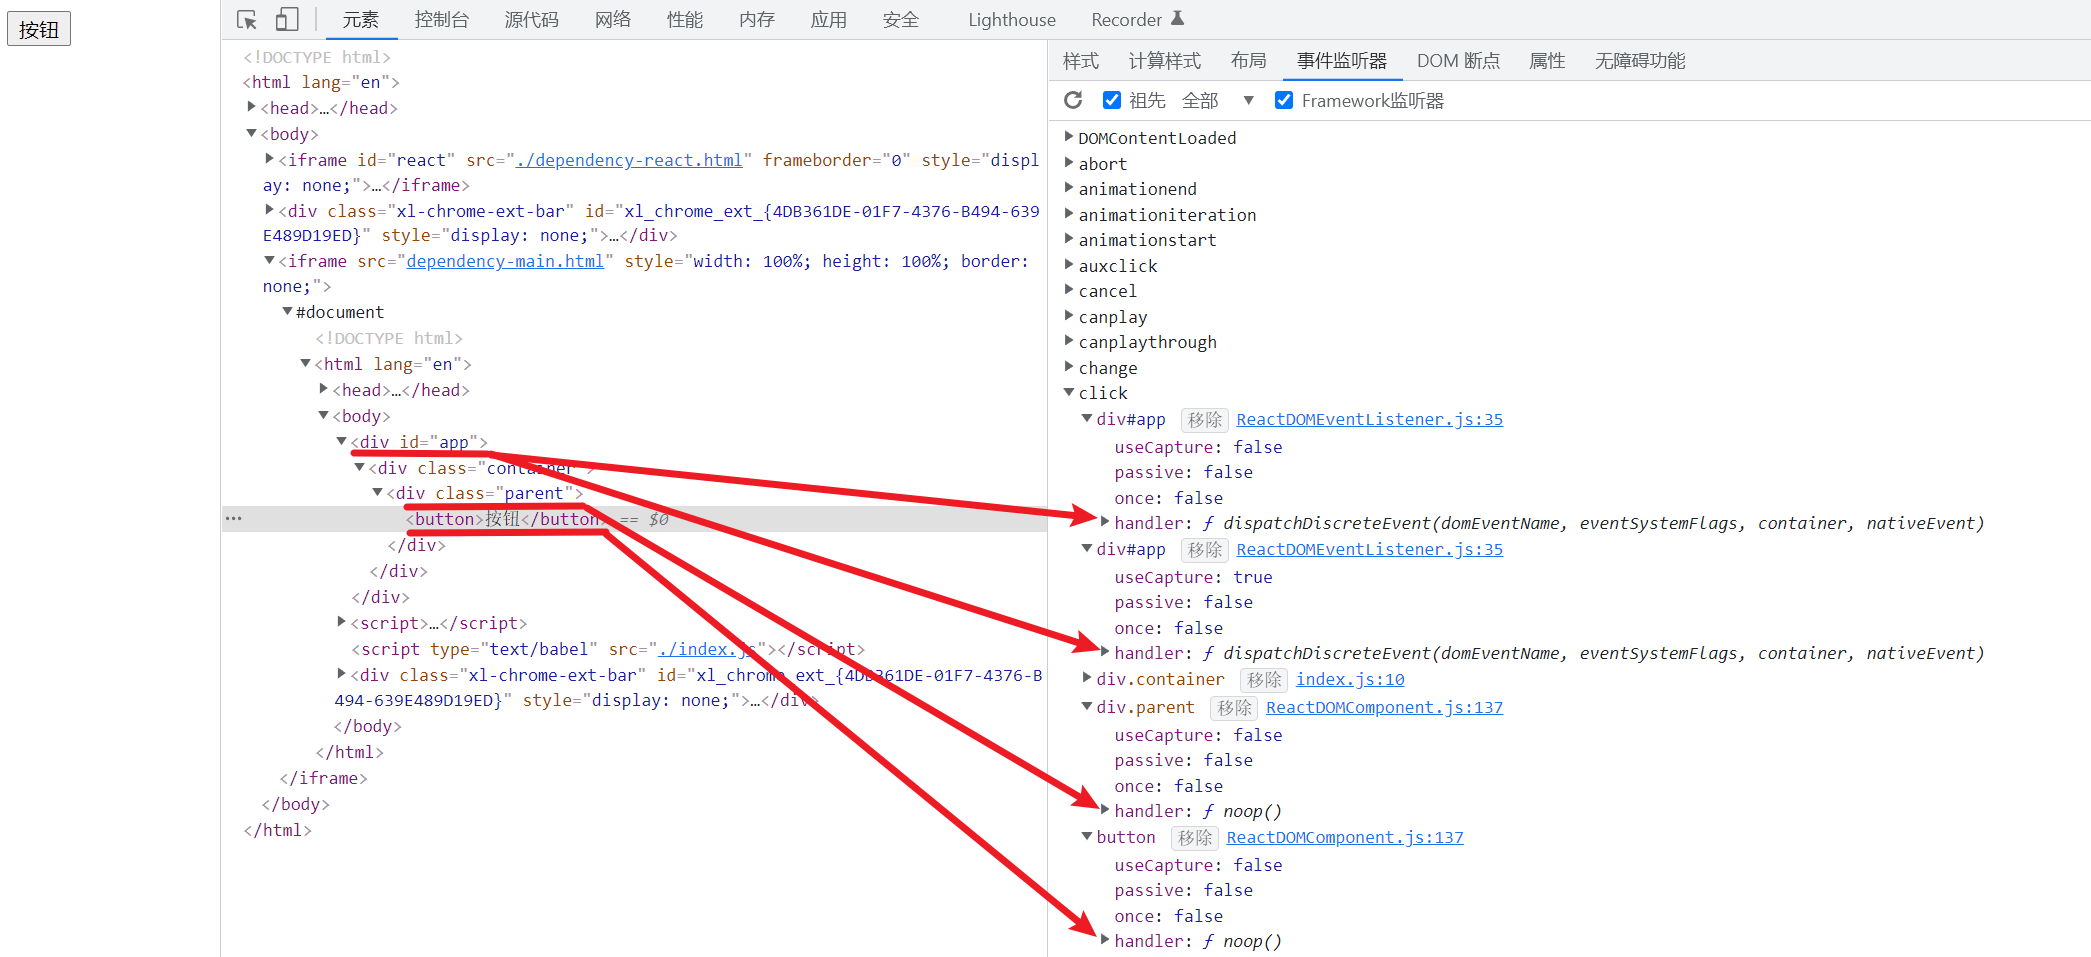 按钮
元素 控制台 源代码 网络 性能 内存 应用 安全 Lighthouse Recorder
<!DOCTYPE html>
<html lang="en">
<head>…</head>
<body>
<iframe id="react" src="./dependency-react.html" frameborder="0" style="displ
ay: none;">…</iframe>
<div class="xl-chrome-ext-bar" id="xl_chrome_ext_{4DB361DE-01F7-4376-B494-639
E489D19ED}" style="display: none;">…</div>
<iframe src="dependency-main.html" style="width: 100%; height: 100%; border:
none;">
#document
<!DOCTYPE html>
<html lang="en">
<head>…</head>
<body>
<div id="app">
<div class="container">
<div class="parent">
… <button>按钮</button> == $0
</div>
</div>
</div>
<script>…</script>
<script type="text/babel" src="./index.js"></script>
<div class="xl-chrome-ext-bar" id="xl_chrome_ext_{4DB361DE-01F7-4376-B
494-639E489D19ED}" style="display: none;">…</div>
</body>
</html>
</iframe>
</body>
</html>
样式 计算样式 布局 事件监听器 DOM 断点 属性 无障碍功能
祖先 全部 ▼ Framework监听器
DOMContentLoaded
abort
animationend
animationiteration
animationstart
auxclick
cancel
canplay
canplaythrough
change
click
div#app 移除 ReactDOMEventListener.js:35
useCapture: false
passive: false
once: false
handler: ƒ dispatchDiscreteEvent(domEventName, eventSystemFlags, container, nativeEvent)
div#app 移除 ReactDOMEventListener.js:35
useCapture: true
passive: false
once: false
handler: ƒ dispatchDiscreteEvent(domEventName, eventSystemFlags, container, nativeEvent)
div.container 移除 index.js:10
div.parent 移除 ReactDOMComponent.js:137
useCapture: false
passive: false
once: false
handler: ƒ noop()
button 移除 ReactDOMComponent.js:137
useCapture: false
passive: false
once: false
handler: ƒ noop()